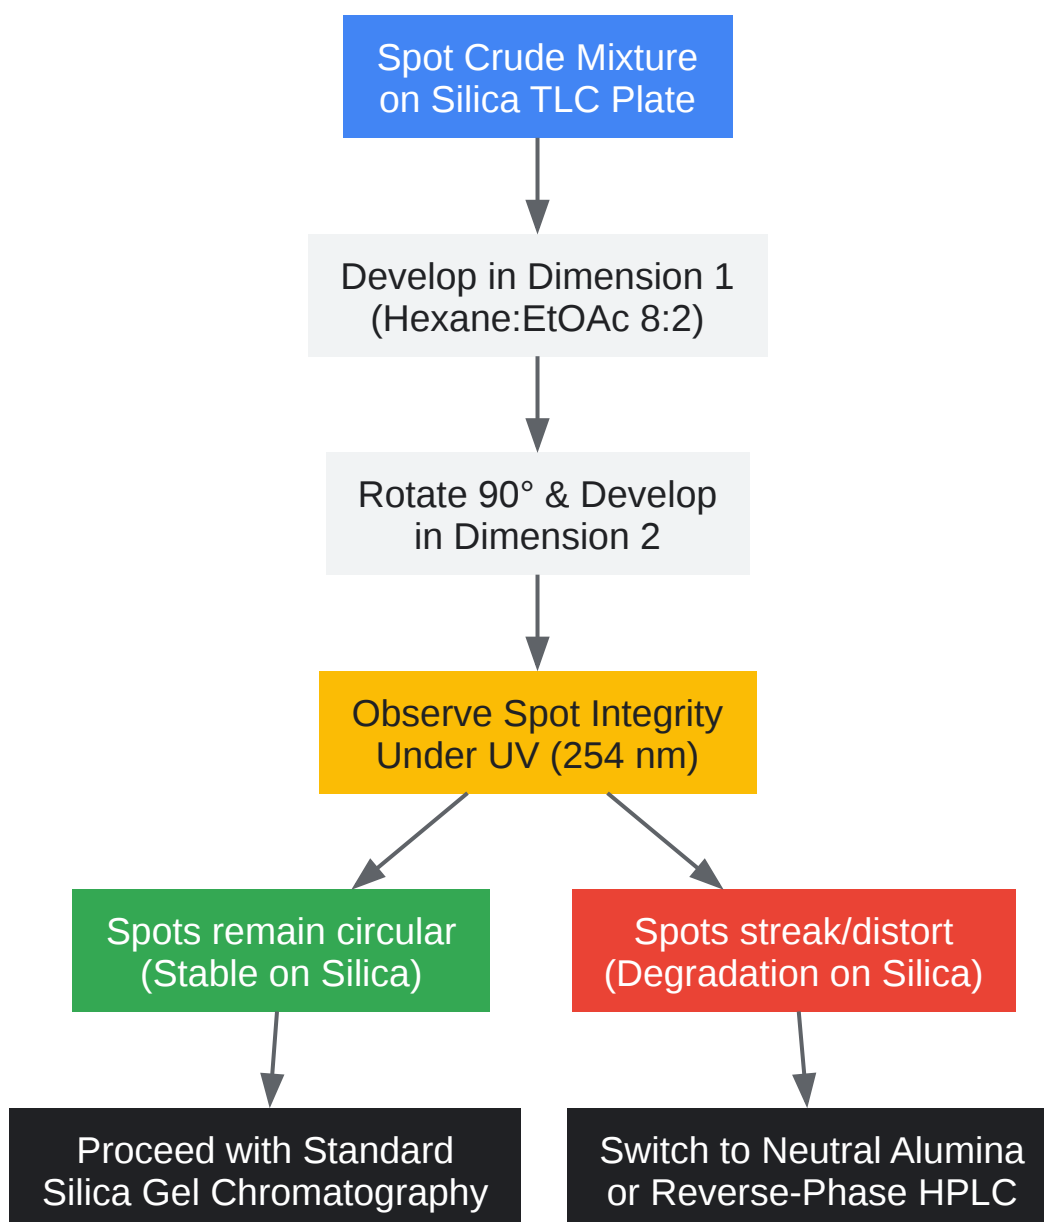 Spot Crude Mixture
on Silica TLC Plate
Develop in Dimension 1
(Hexane:EtOAc 8:2)
Rotate 90° & Develop
in Dimension 2
Observe Spot Integrity
Under UV (254 nm)
Spots remain circular
(Stable on Silica)
Spots streak/distort
(Degradation on Silica)
Proceed with Standard
Silica Gel Chromatography
Switch to Neutral Alumina
or Reverse-Phase HPLC